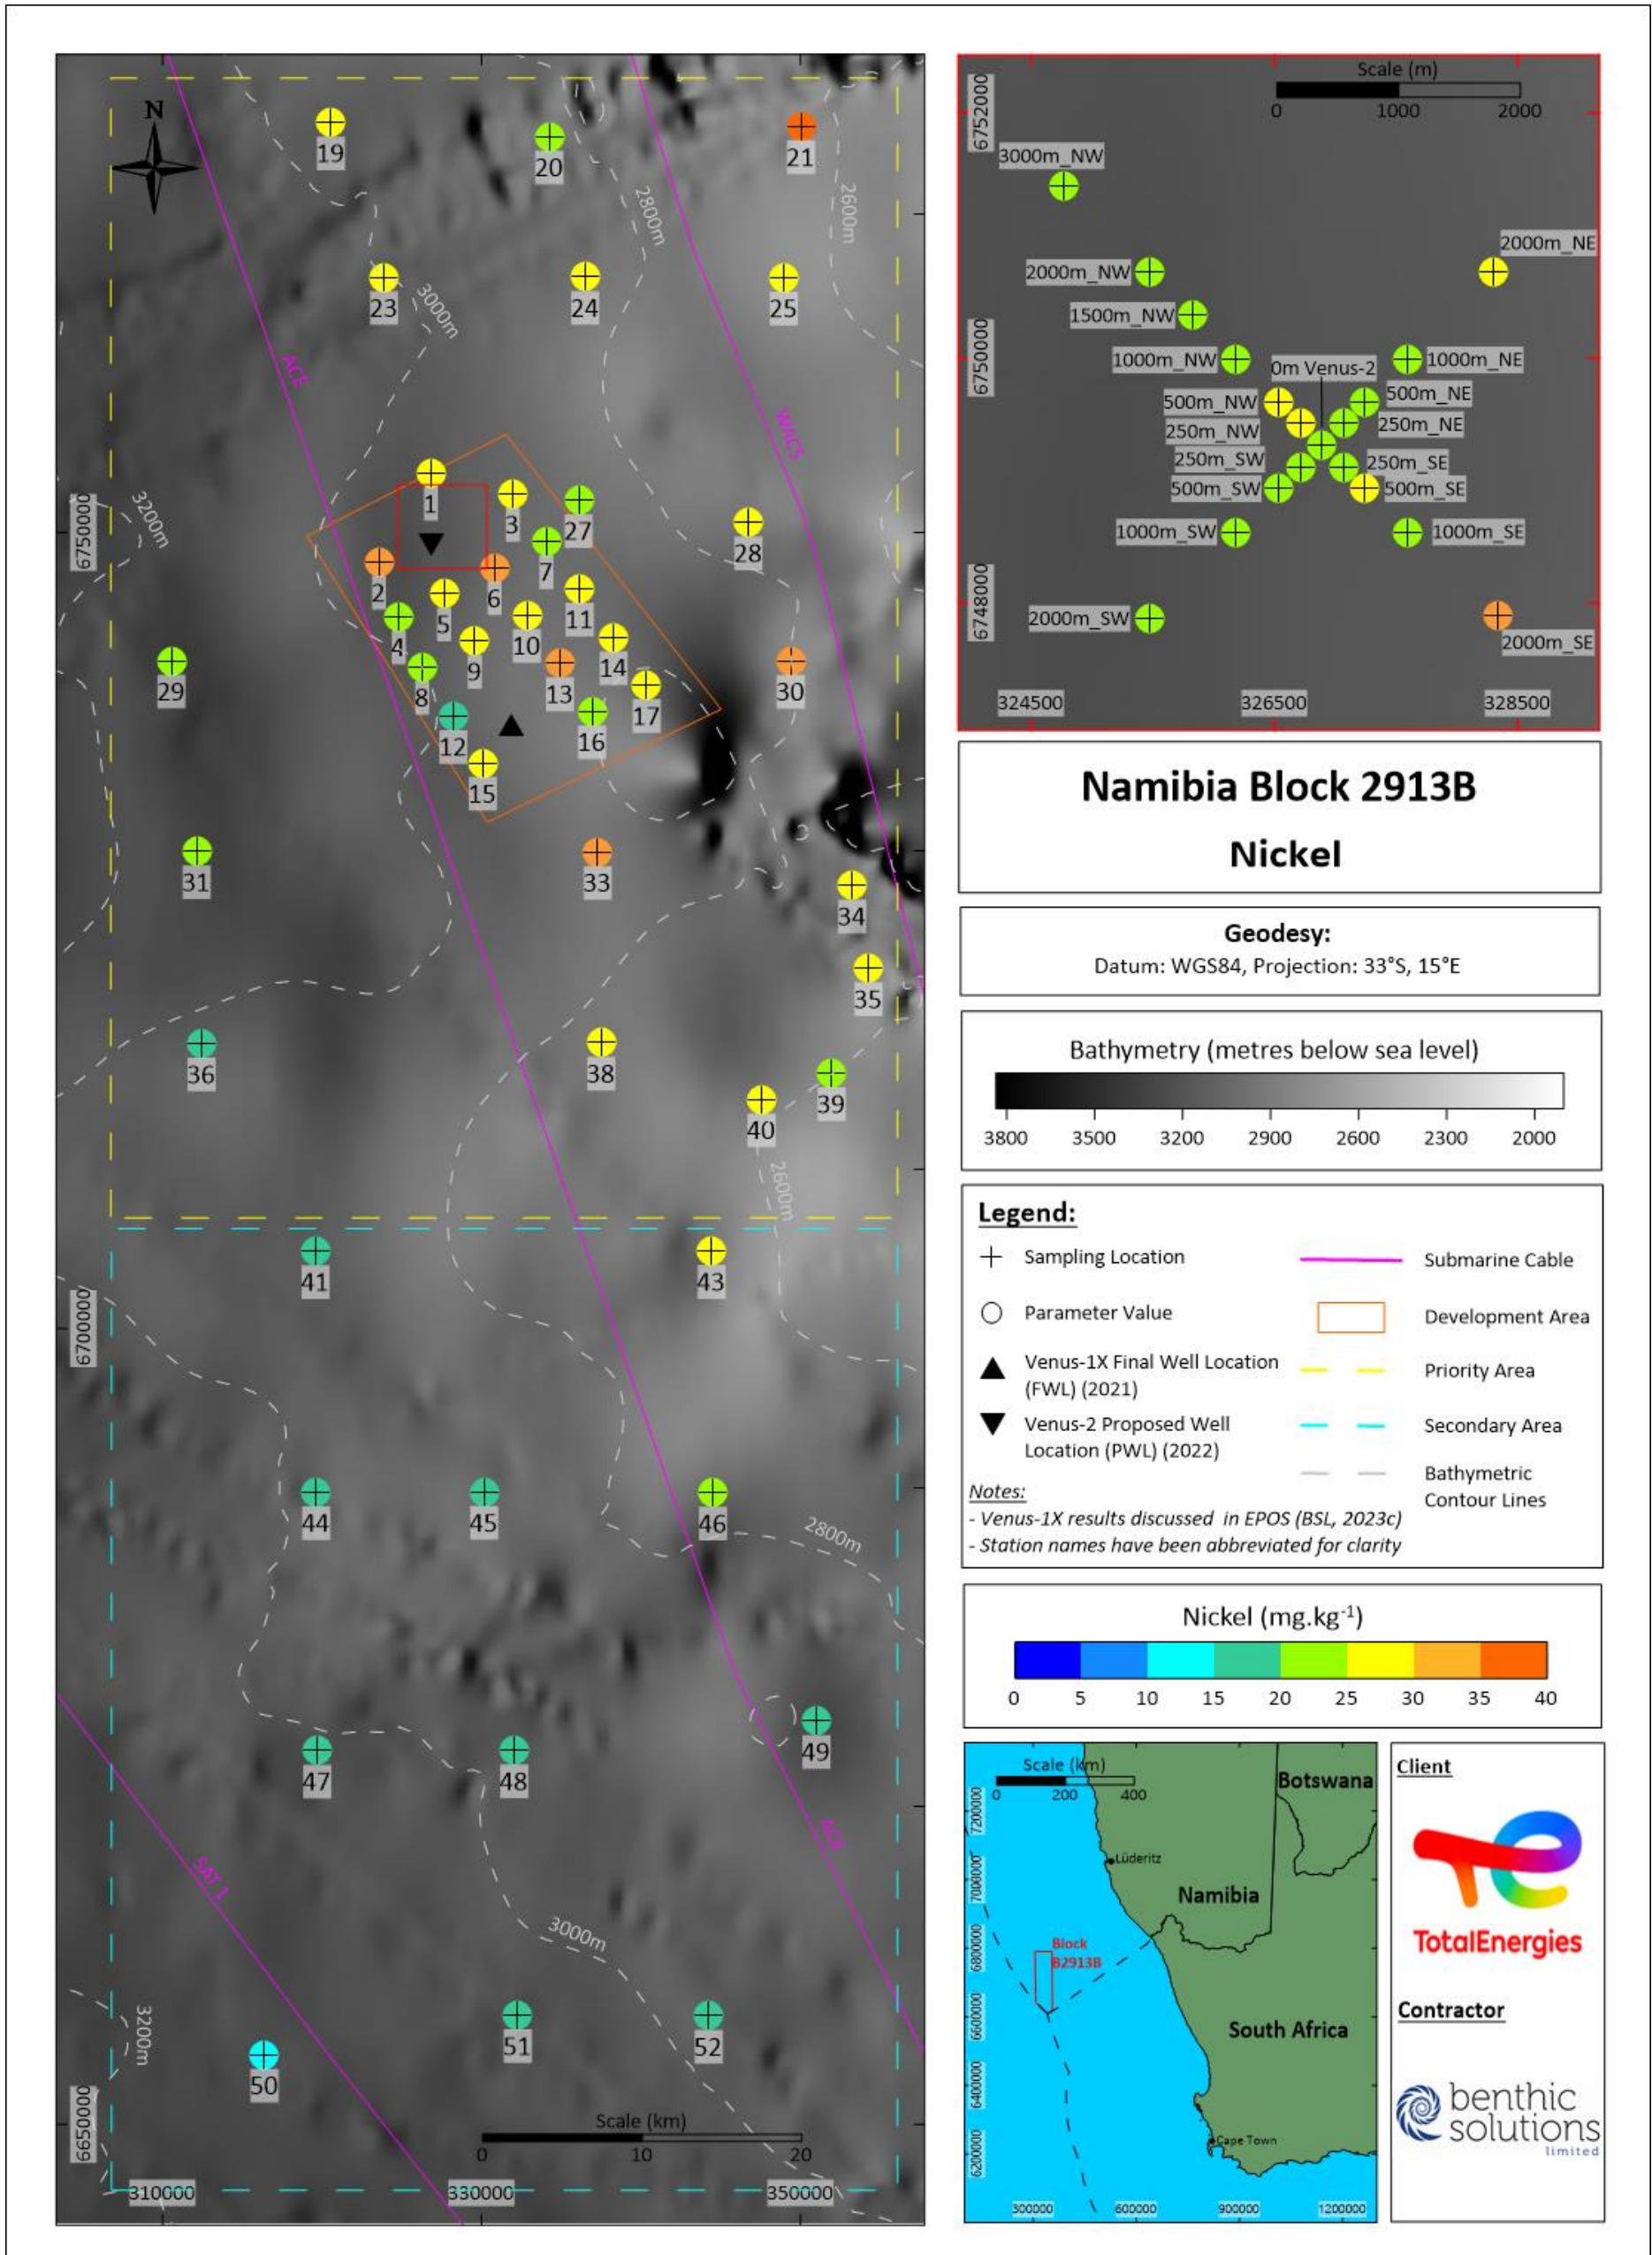 N
19
20
21
2800m
2600m
23
24
25
3000m
ACE
WACS
6750000
3200m
1
3
27
28
7
2
6
5
11
4
10
14
9
29
13
30
8
17
12
16
15
31
33
34
35
36
38
39
40
2600m
41
43
6700000
44
45
46
2800m
49
47
48
ACE
SAT 1
3000m
3200m
51
52
50
Scale (km)
0 10 20
6650000
310000 330000 350000
Scale (m)
0 1000 2000
6752000
3000m_NW
2000m_NE
2000m_NW
1500m_NW
6750000
1000m_NW
1000m_NE
0m Venus-2
500m_NW
500m_NE
250m_NW
250m_NE
250m_SW
250m_SE
500m_SW
500m_SE
1000m_SW
1000m_SE
6748000
2000m_SW
2000m_SE
324500 326500 328500
Namibia Block 2913B
Nickel
Geodesy:
Datum: WGS84, Projection: 33°S, 15°E
Bathymetry (metres below sea level)
3800 3500 3200 2900 2600 2300 2000
Legend:
Sampling Location
Submarine Cable
Parameter Value
Development Area
Venus-1X Final Well Location
(FWL) (2021)
Priority Area
Venus-2 Proposed Well
Location (PWL) (2022)
Secondary Area
Bathymetric
Contour Lines
Notes:
- Venus-1X results discussed in EPOS (BSL, 2023c)
- Station names have been abbreviated for clarity
Nickel (mg.kg⁻¹)
0 5 10 15 20 25 30 35 40
Scale (km)
0 200 400
Botswana
7200000
Lüderitz
7000000
Namibia
6800000
Block
B2913B
6600000
South Africa
6400000
6200000
Cape Town
300000 600000 900000 1200000
Client
TotalEnergies
Contractor
benthic
solutions
limited